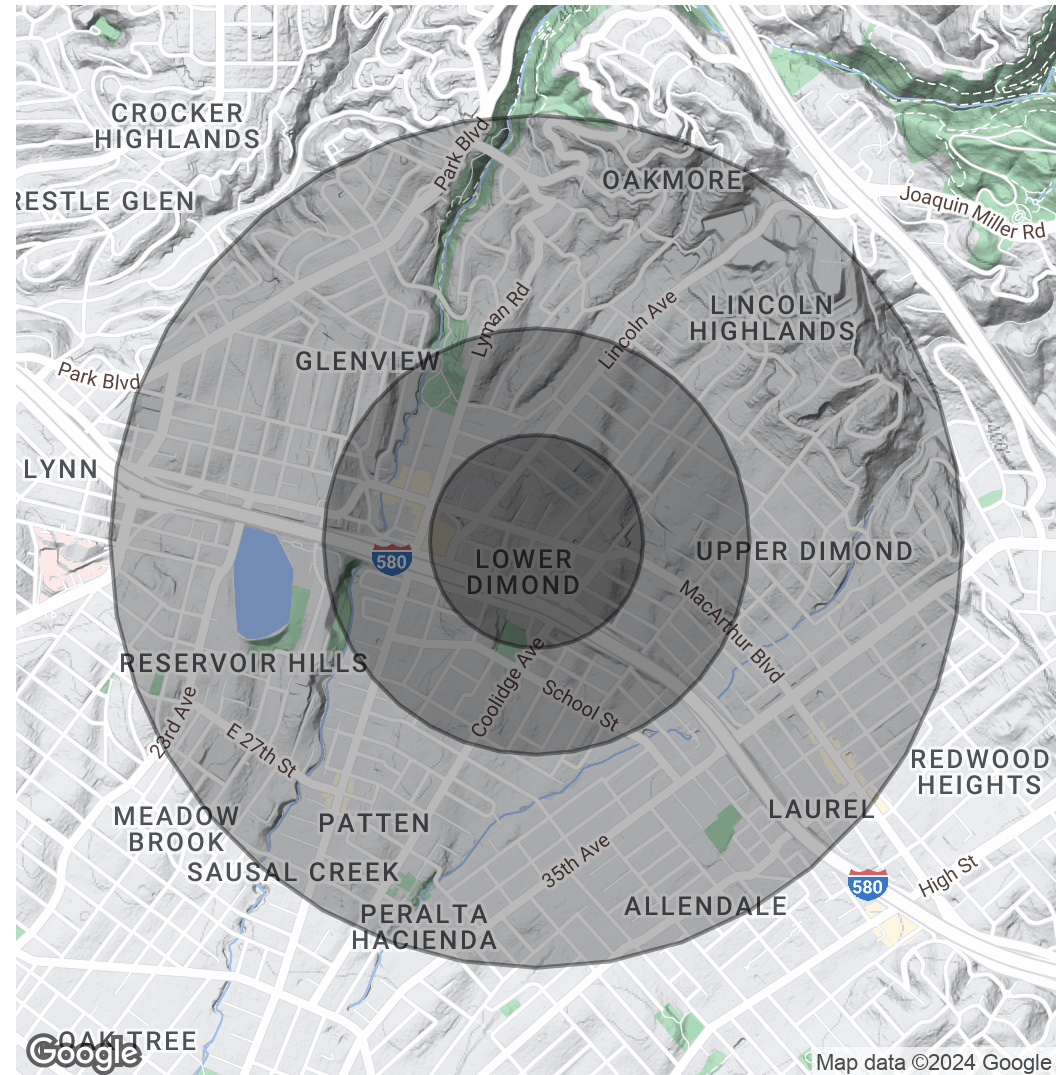 CROCKER
HIGHLANDS
Park Blvd
OAKMORE
RESTLE GLEN
Joaquin Miller Rd
Lyman Rd
Lincoln Ave
LINCOLN
HIGHLANDS
GLENVIEW
Park Blvd
400
LYNN
580
LOWER
DIMOND
UPPER DIMOND
MacArthur Blvd
RESERVOIR HILLS
Coolidge Ave
School St
23rd Ave
E 27th St
REDWOOD
HEIGHTS
MEADOW
BROOK
PATTEN
LAUREL
SAUSAL CREEK
35th Ave
580
High St
PERALTA
HACIENDA
ALLENDALE
OAK TREE
Google
Map data ©2024 Google